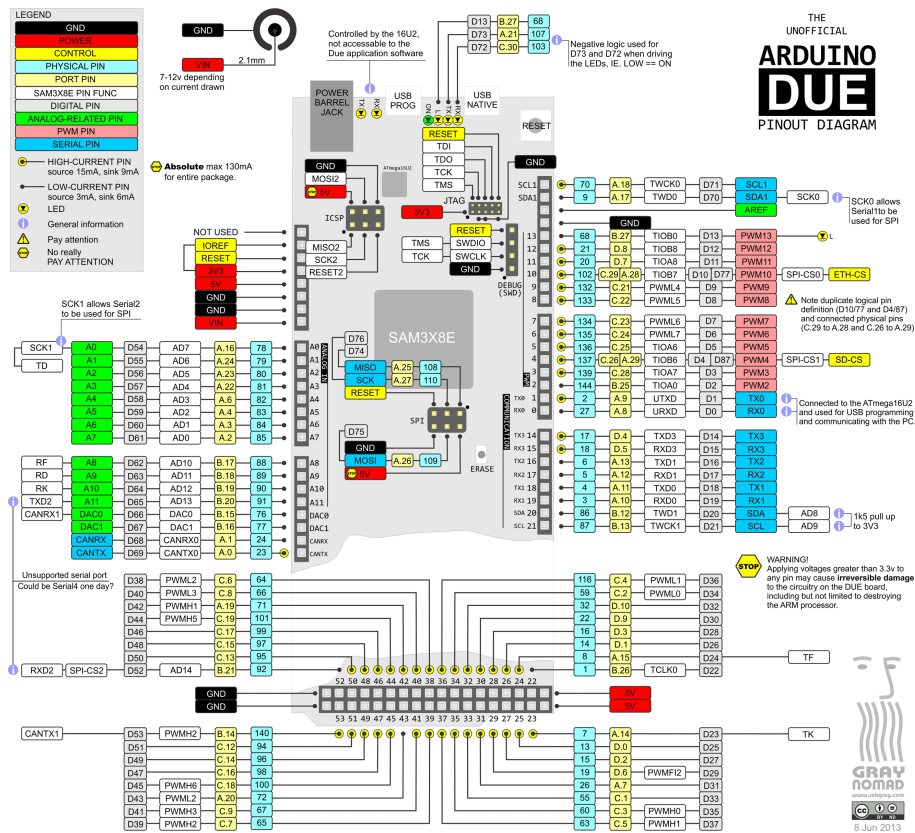 LEGEND
GND
POWER
CONTROL
PHYSICAL PIN
PORT PIN
SAM3X8E PIN FUNC
DIGITAL PIN
ANALOG-RELATED PIN
PWM PIN
SERIAL PIN
HIGH-CURRENT PIN
source 15mA, sink 9mA
LOW-CURRENT PIN
source 3mA, sink 6mA
LED
General information
Pay attention
No really
PAY ATTENTION
GND
VIN
2.1mm
7-12v depending
on current drawn
STOP Absolute max 130mA
for entire package.
Controlled by the 16U2,
not accessable to the
Due application software
D13 B.27 68
D73 A.21 107
D72 C.30 103
Negative logic used for
D73 and D72 when driving
the LEDs, IE. LOW == ON
THE
UNOFFICIAL
ARDUINO
DUE
PINOUT DIAGRAM
POWER
BARREL
JACK
TX
RX
USB
PROG
ON
L
TX
RX
USB
NATIVE
RESET
ATmega16U2
RESET
TDI
TDO
TCK
TMS
JTAG
3V3
GND
MOSI2
5V
ICSP
MISO2
SCK2
RESET2
GND
RESET
TMS SWDIO
TCK SWCLK
GND
DEBUG
(SWD)
NOT USED
IOREF
RESET
3V3
5V
GND
GND
VIN
SCL1 70 A.18 TWCK0 D71 SCL1
SDA1 9 A.17 TWD0 D70 SDA1 SCK0
AREF
GND
SCK0 allows
Serial1to be
used for SPI
13 68 B.27 TIOB0 D13 PWM13 L
12 21 D.8 TIOB8 D12 PWM12
11 20 D.7 TIOA8 D11 PWM11
10 102 C.29 A.28 TIOB7 D10 D77 PWM10 SPI-CS0 ETH-CS
9 132 C.21 PWML4 D9 PWM9
8 133 C.22 PWML5 D8 PWM8
Note duplicate logical pin
definition (D10/77 and D4/87)
and connected physical pins
(C.29 to A.28 and C.26 to A.29)
7 134 C.23 PWML6 D7 PWM7
6 135 C.24 PWML7 D6 PWM6
5 136 C.25 TIOA6 D5 PWM5
4 137 C.26 A.29 TIOB6 D4 D87 PWM4 SPI-CS1 SD-CS
3 139 C.28 TIOA7 D3 PWM3
2 144 B.25 TIOA0 D2 PWM2
TX0 1 2 A.9 UTXD D1 TX0
RX0 0 27 A.8 URXD D0 RX0
PWM
Connected to the ATmega16U2
and used for USB programming
and communicating with the PC.
COMMUNICATION
TX3 14 17 D.4 TXD3 D14 TX3
RX3 15 18 D.5 RXD3 D15 RX3
TX2 16 6 A.13 TXD1 D16 TX2
RX2 17 5 A.12 RXD1 D17 RX2
TX1 18 4 A.11 TXD0 D18 TX1
RX1 19 3 A.10 RXD0 D19 RX1
SDA 20 86 B.12 TWD1 D20 SDA AD8
SCL 21 87 B.13 TWCK1 D21 SCL AD9
1k5 pull up
to 3V3
SCK1 allows Serial2
to be used for SPI
SAM3X8E
ANALOG IN
SCK1 A0 D54 AD7 A.16 78 A0
TD A1 D55 AD6 A.24 79 A1
A2 D56 AD5 A.23 80 A2
A3 D57 AD4 A.22 81 A3
A4 D58 AD3 A.6 82 A4
A5 D59 AD2 A.4 83 A5
A6 D60 AD1 A.3 84 A6
A7 D61 AD0 A.2 85 A7
D76
D74
MISO A.25 108
SCK A.27 110
RESET
SPI
D75
GND
MOSI A.26 109
5V
ERASE
RF A8 D62 AD10 B.17 88 A8
RD A9 D63 AD11 B.18 89 A9
RK A10 D64 AD12 B.19 90 A10
TXD2 A11 D65 AD13 B.20 91 A11
CANRX1 DAC0 D66 DAC0 B.15 76 DAC0
DAC1 D67 DAC1 B.16 77 DAC1
CANRX D68 CANRX0 A.1 24 CANRX
CANTX D69 CANTX0 A.0 23 CANTX
Unsupported serial port
Could be Serial4 one day?
STOP
WARNING!
Applying voltages greater than 3.3v to
any pin may cause irreversible damage
to the circuitry on the DUE board,
including but not limited to destroying
the ARM processor.
D38 PWML2 C.6 64
D40 PWML3 C.8 66
D42 PWMH1 A.19 71
D44 PWMH5 C.19 101
D46 C.17 99
D48 C.15 97
D50 C.13 95
RXD2 SPI-CS2 D52 AD14 B.21 92
116 C.4 PWML1 D36
59 C.2 PWML0 D34
32 D.10 D32
22 D.9 D30
16 D.3 D28
14 D.1 D26
8 A.15 D24 TF
1 B.26 TCLK0 D22
52 50 48 46 44 42 40 38 36 34 32 30 28 26 24 22
GND
GND
5V
5V
53 51 49 47 45 43 41 39 37 35 33 31 29 27 25 23
CANTX1 D53 PWMH2 B.14 140
D51 C.12 94
D49 C.14 96
D47 C.16 98
D45 PWMH6 C.18 100
D43 PWML2 A.20 72
D41 PWMH3 C.9 67
D39 PWMH2 C.7 65
7 A.14 D23 TK
13 D.0 D25
15 D.2 D27
19 D.6 PWMFI2 D29
26 A.7 D31
55 C.1 D33
60 C.3 PWMH0 D35
63 C.5 PWMH1 D37
GRAY
NOMAD
www.robgray.com
cc BY ND
8 Jun 2013